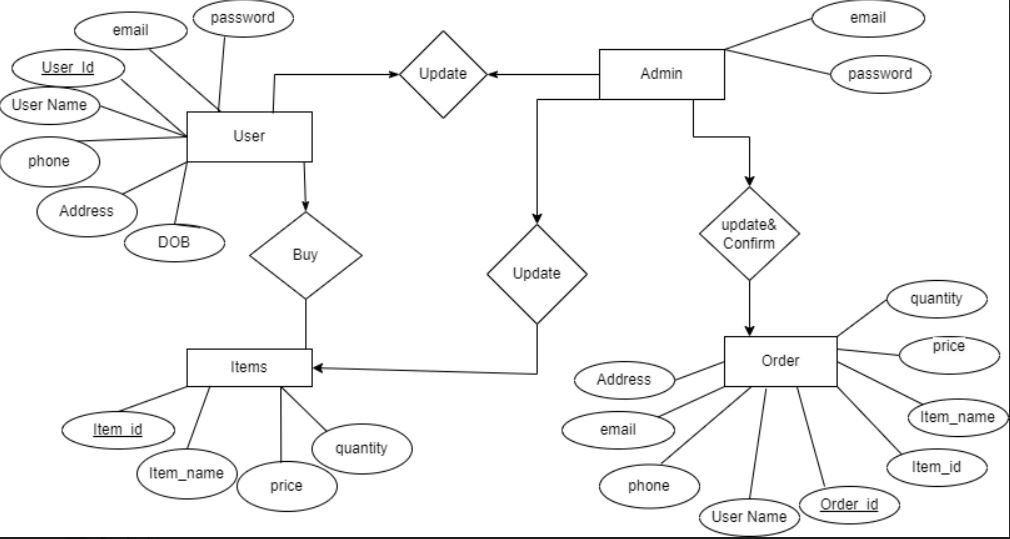 email
password
email
User_Id
Update
Admin
password
User Name
User
phone
Address
DOB
update&
Confirm
Buy
Update
quantity
price
Items
Order
Address
Item_name
Item_id
email
quantity
Item_name
price
Item_id
phone
User Name
Order_id